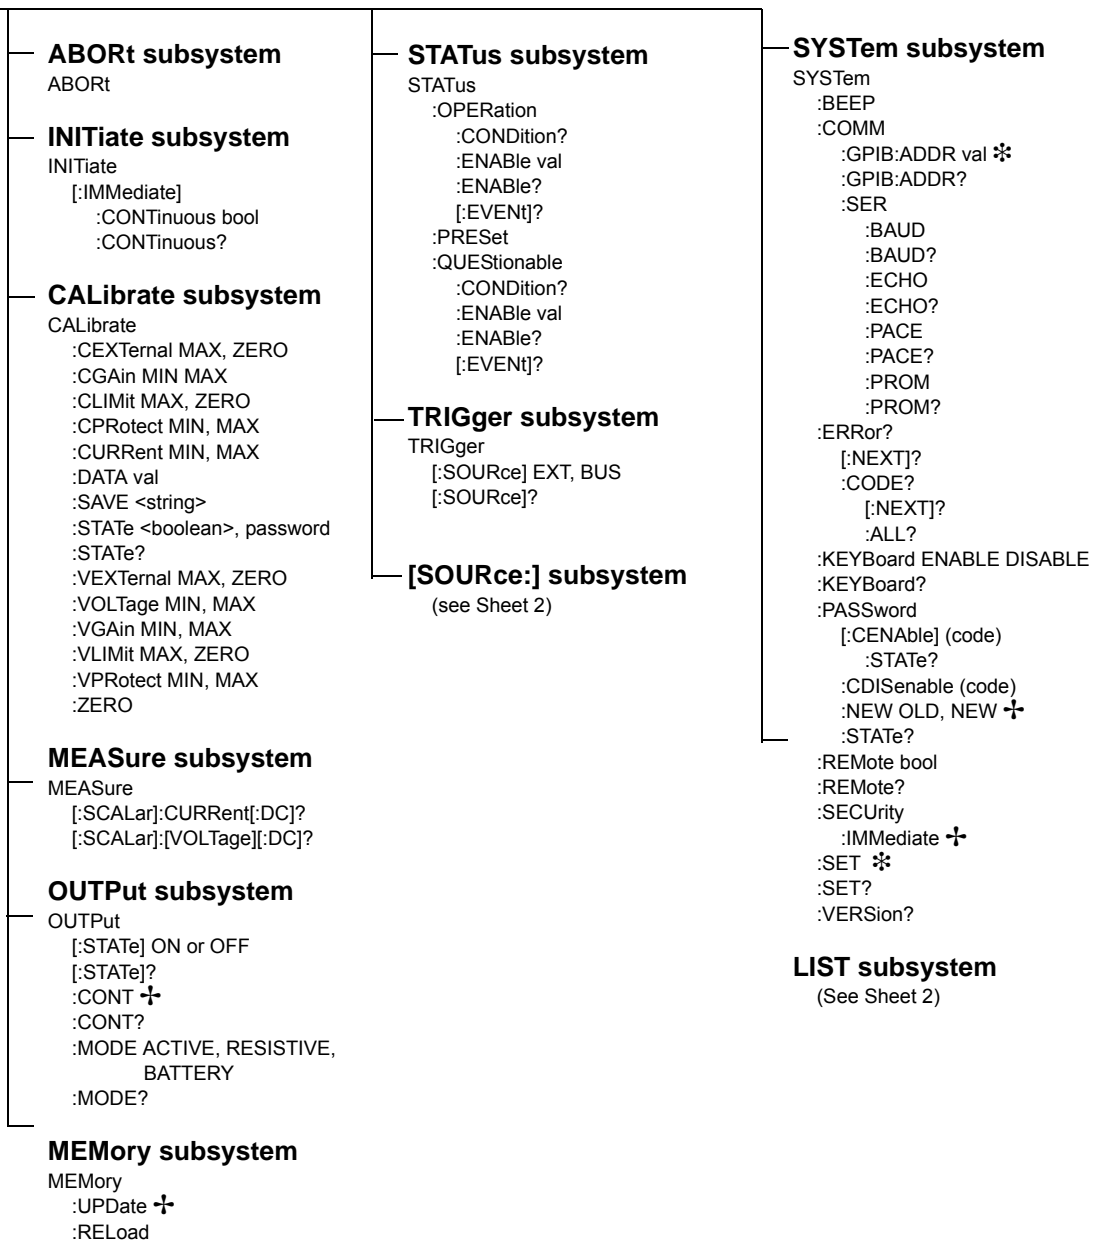 ABORt subsystem
ABORt
INITiate subsystem
INITiate
[:IMMediate]
:CONTinuous bool
:CONTinuous?
CALibrate subsystem
CALibrate
:CEXTernal MAX, ZERO
:CGAin MIN MAX
:CLIMit MAX, ZERO
:CPRotect MIN, MAX
:CURRent MIN, MAX
:DATA val
:SAVE <string>
:STATe <boolean>, password
:STATe?
:VEXTernal MAX, ZERO
:VOLTage MIN, MAX
:VGAin MIN, MAX
:VLIMit MAX, ZERO
:VPRotect MIN, MAX
:ZERO
MEASure subsystem
MEASure
[:SCALar]:CURRent[:DC]?
[:SCALar]:[VOLTage][:DC]?
OUTPut subsystem
OUTPut
[:STATe] ON or OFF
[:STATe]?
:CONT ✢
:CONT?
:MODE ACTIVE, RESISTIVE,
BATTERY
:MODE?
MEMory subsystem
MEMory
:UPDate ✢
:RELoad
STATus subsystem
STATus
:OPERation
:CONDition?
:ENABle val
:ENABle?
[:EVENt]?
:PRESet
:QUEStionable
:CONDition?
:ENABle val
:ENABle?
[:EVENt]?
TRIGger subsystem
TRIGger
[:SOURce] EXT, BUS
[:SOURce]?
[SOURce:] subsystem
(see Sheet 2)
SYSTem subsystem
SYSTem
:BEEP
:COMM
:GPIB:ADDR val ✻
:GPIB:ADDR?
:SER
:BAUD
:BAUD?
:ECHO
:ECHO?
:PACE
:PACE?
:PROM
:PROM?
:ERRor?
[:NEXT]?
:CODE?
[:NEXT]?
:ALL?
:KEYBoard ENABLE DISABLE
:KEYBoard?
:PASSword
[:CENAble] (code)
:STATe?
:CDISenable (code)
:NEW OLD, NEW ✢
:STATe?
:REMote bool
:REMote?
:SECUrity
:IMMediate ✢
:SET ✻
:SET?
:VERSion?
LIST subsystem
(See Sheet 2)